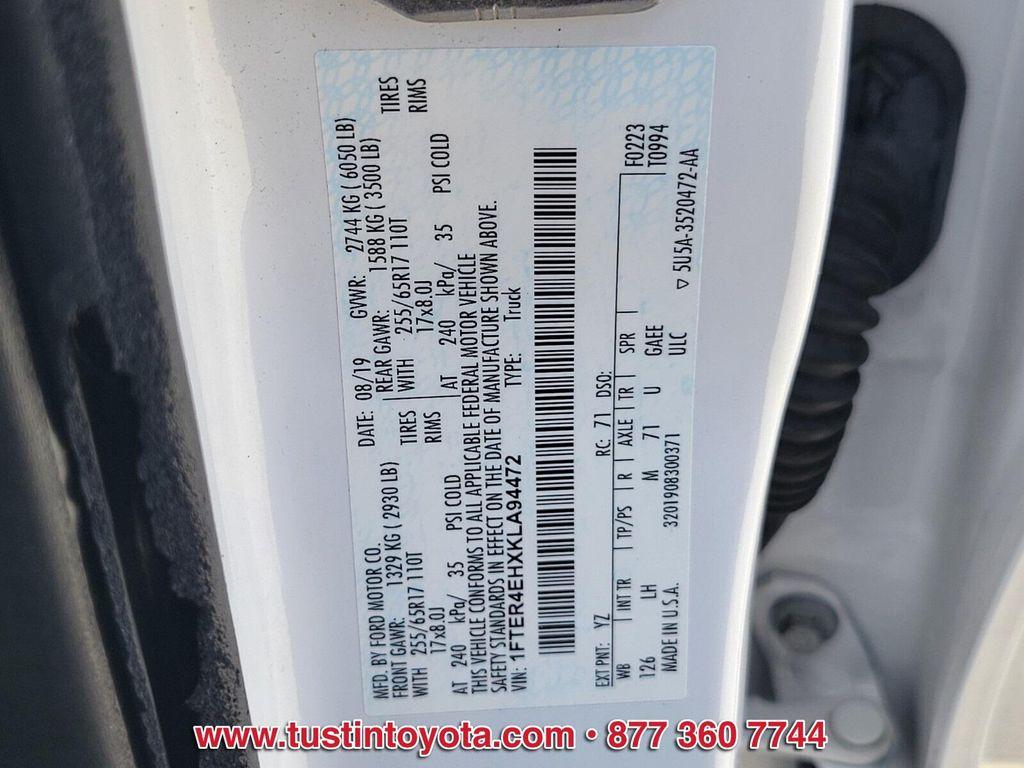 MFD. BY FORD MOTOR CO. DATE: 08/19 GVWR: 2744 KG ( 6050 LB)
FRONT GAWR: 1329 KG ( 2930 LB) REAR GAWR: 1588 KG ( 3500 LB)
WITH 255/65R17 110T TIRES WITH 255/65R17 110T TIRES
17x8.0J RIMS 17x8.0J RIMS
AT 240 kPa/ 35 PSI COLD AT 240 kPa/ 35 PSI COLD
THIS VEHICLE CONFORMS TO ALL APPLICABLE FEDERAL MOTOR VEHICLE
SAFETY STANDARDS IN EFFECT ON THE DATE OF MANUFACTURE SHOWN ABOVE.
VIN: 1FTER4EHXKLA94472 TYPE: Truck
EXT PNT: YZ RC: 71 DSO: F0223
WB INT TR TP/PS R AXLE TR SPR T0994
126 LH M 71 U GAEE
MADE IN U.S.A. 3201908300371 ULC ▽ 5U5A-3520472-AA
www.tustintoyota.com • 877 360 7744